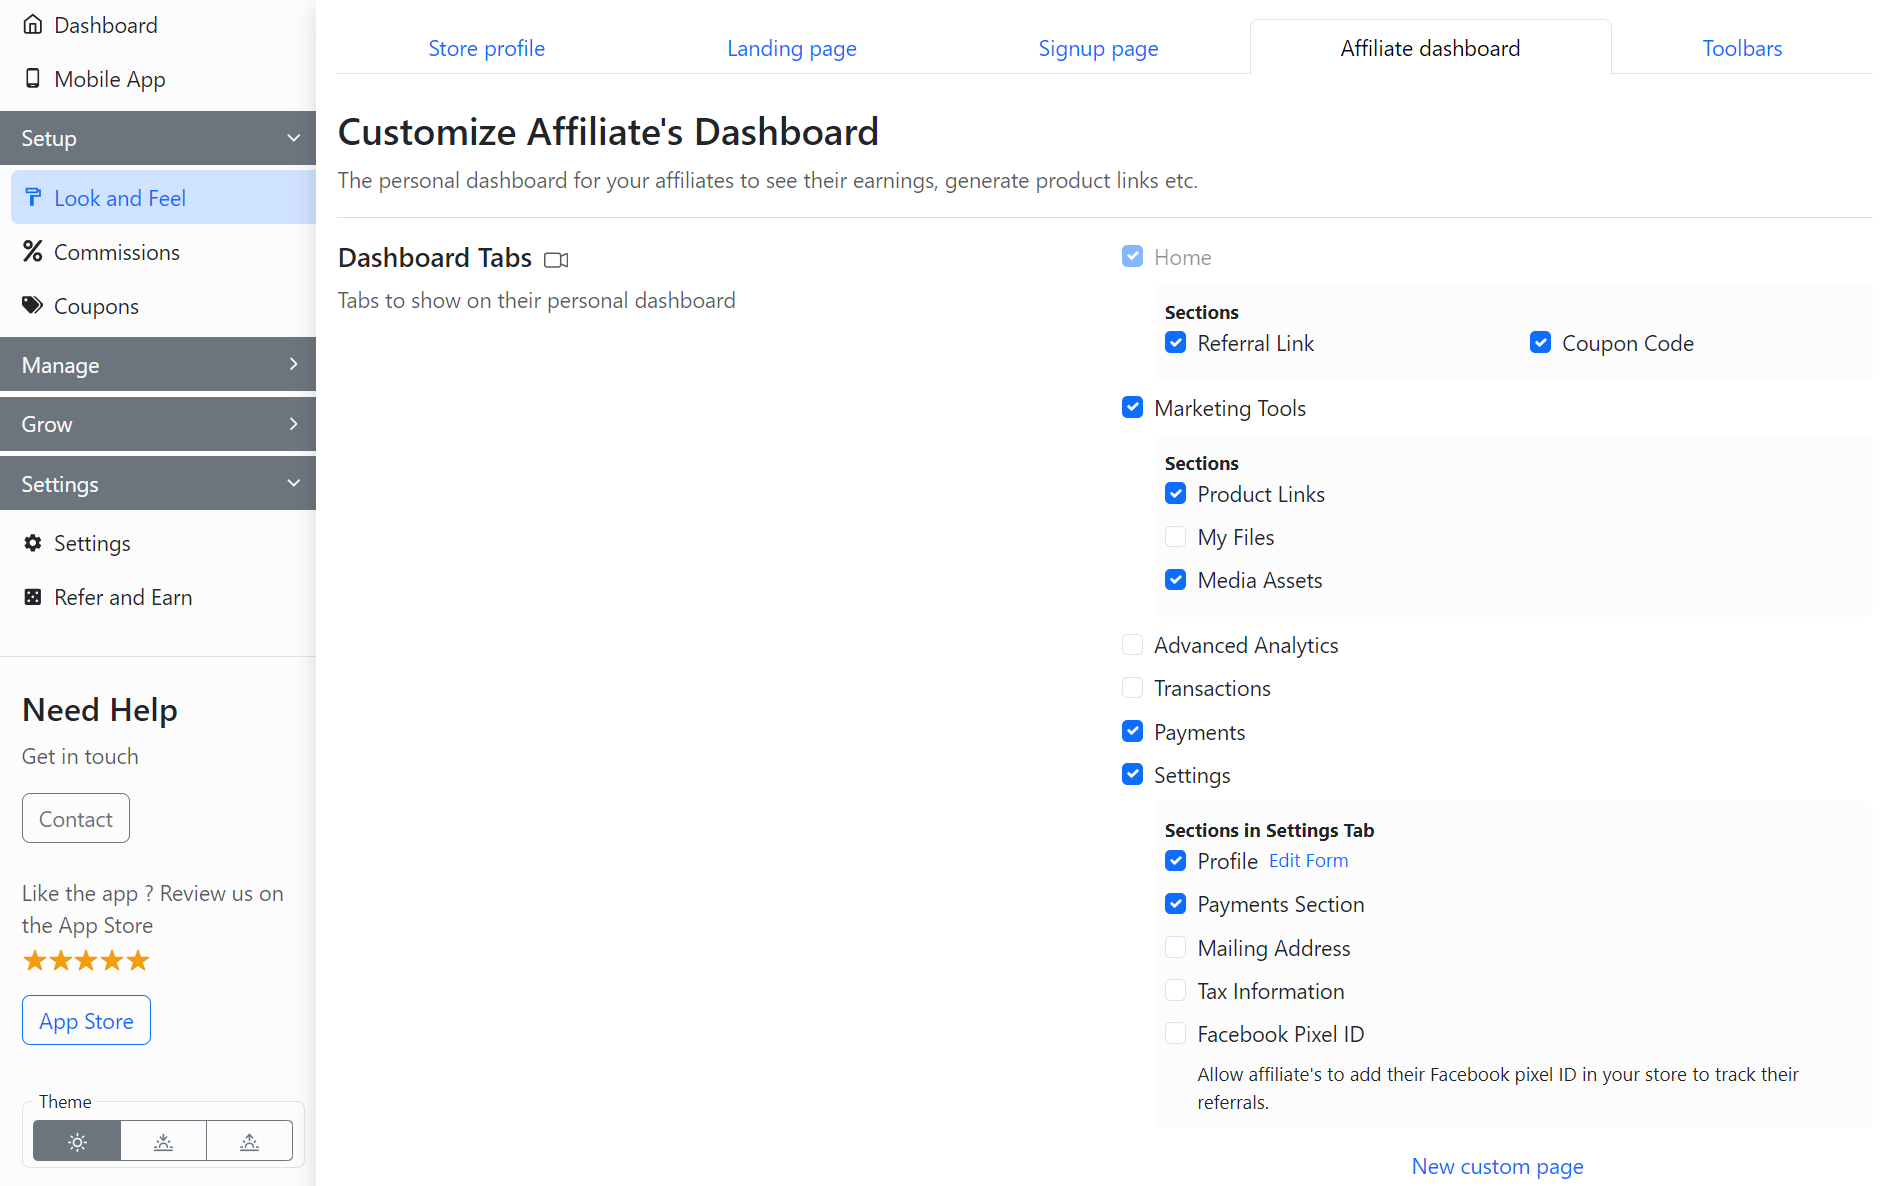 Dashboard
Mobile App
Setup
Look and Feel
Commissions
Coupons
Manage
Grow
Settings
Settings
Refer and Earn
Need Help
Get in touch
Contact
Like the app ? Review us on
the App Store
App Store
Theme
Store profile
Landing page
Signup page
Affiliate dashboard
Toolbars
Customize Affiliate's Dashboard
The personal dashboard for your affiliates to see their earnings, generate product links etc.
Dashboard Tabs
Tabs to show on their personal dashboard
Home
Sections
Referral Link
Coupon Code
Marketing Tools
Sections
Product Links
My Files
Media Assets
Advanced Analytics
Transactions
Payments
Settings
Sections in Settings Tab
Profile Edit Form
Payments Section
Mailing Address
Tax Information
Facebook Pixel ID
Allow affiliate's to add their Facebook pixel ID in your store to track their
referrals.
New custom page